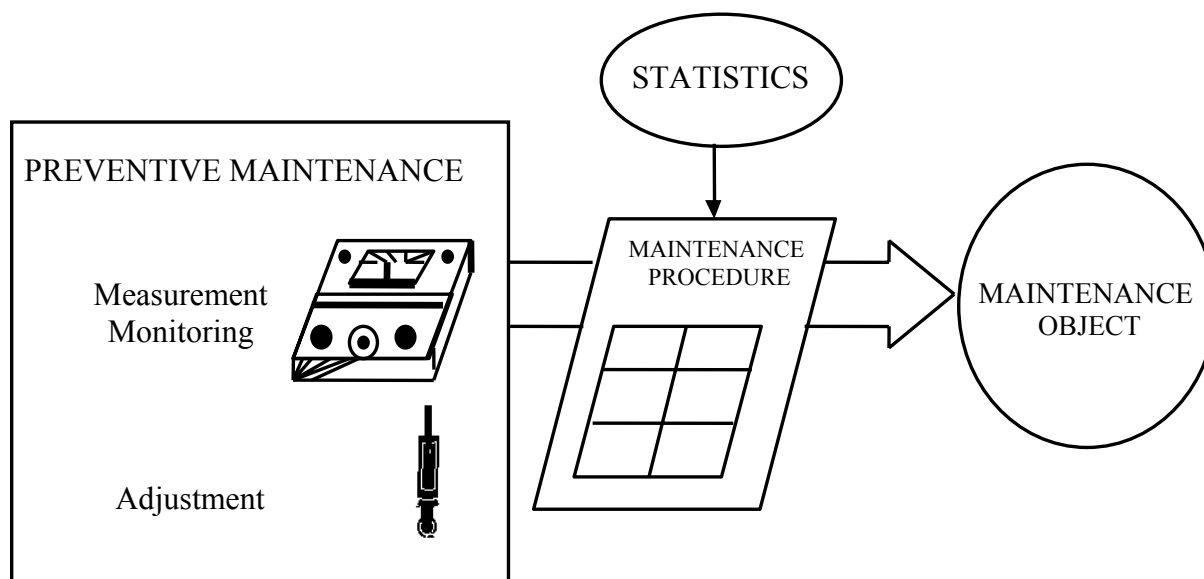 STATISTICS
PREVENTIVE MAINTENANCE
Measurement
Monitoring
Adjustment
MAINTENANCE
PROCEDURE
MAINTENANCE
OBJECT